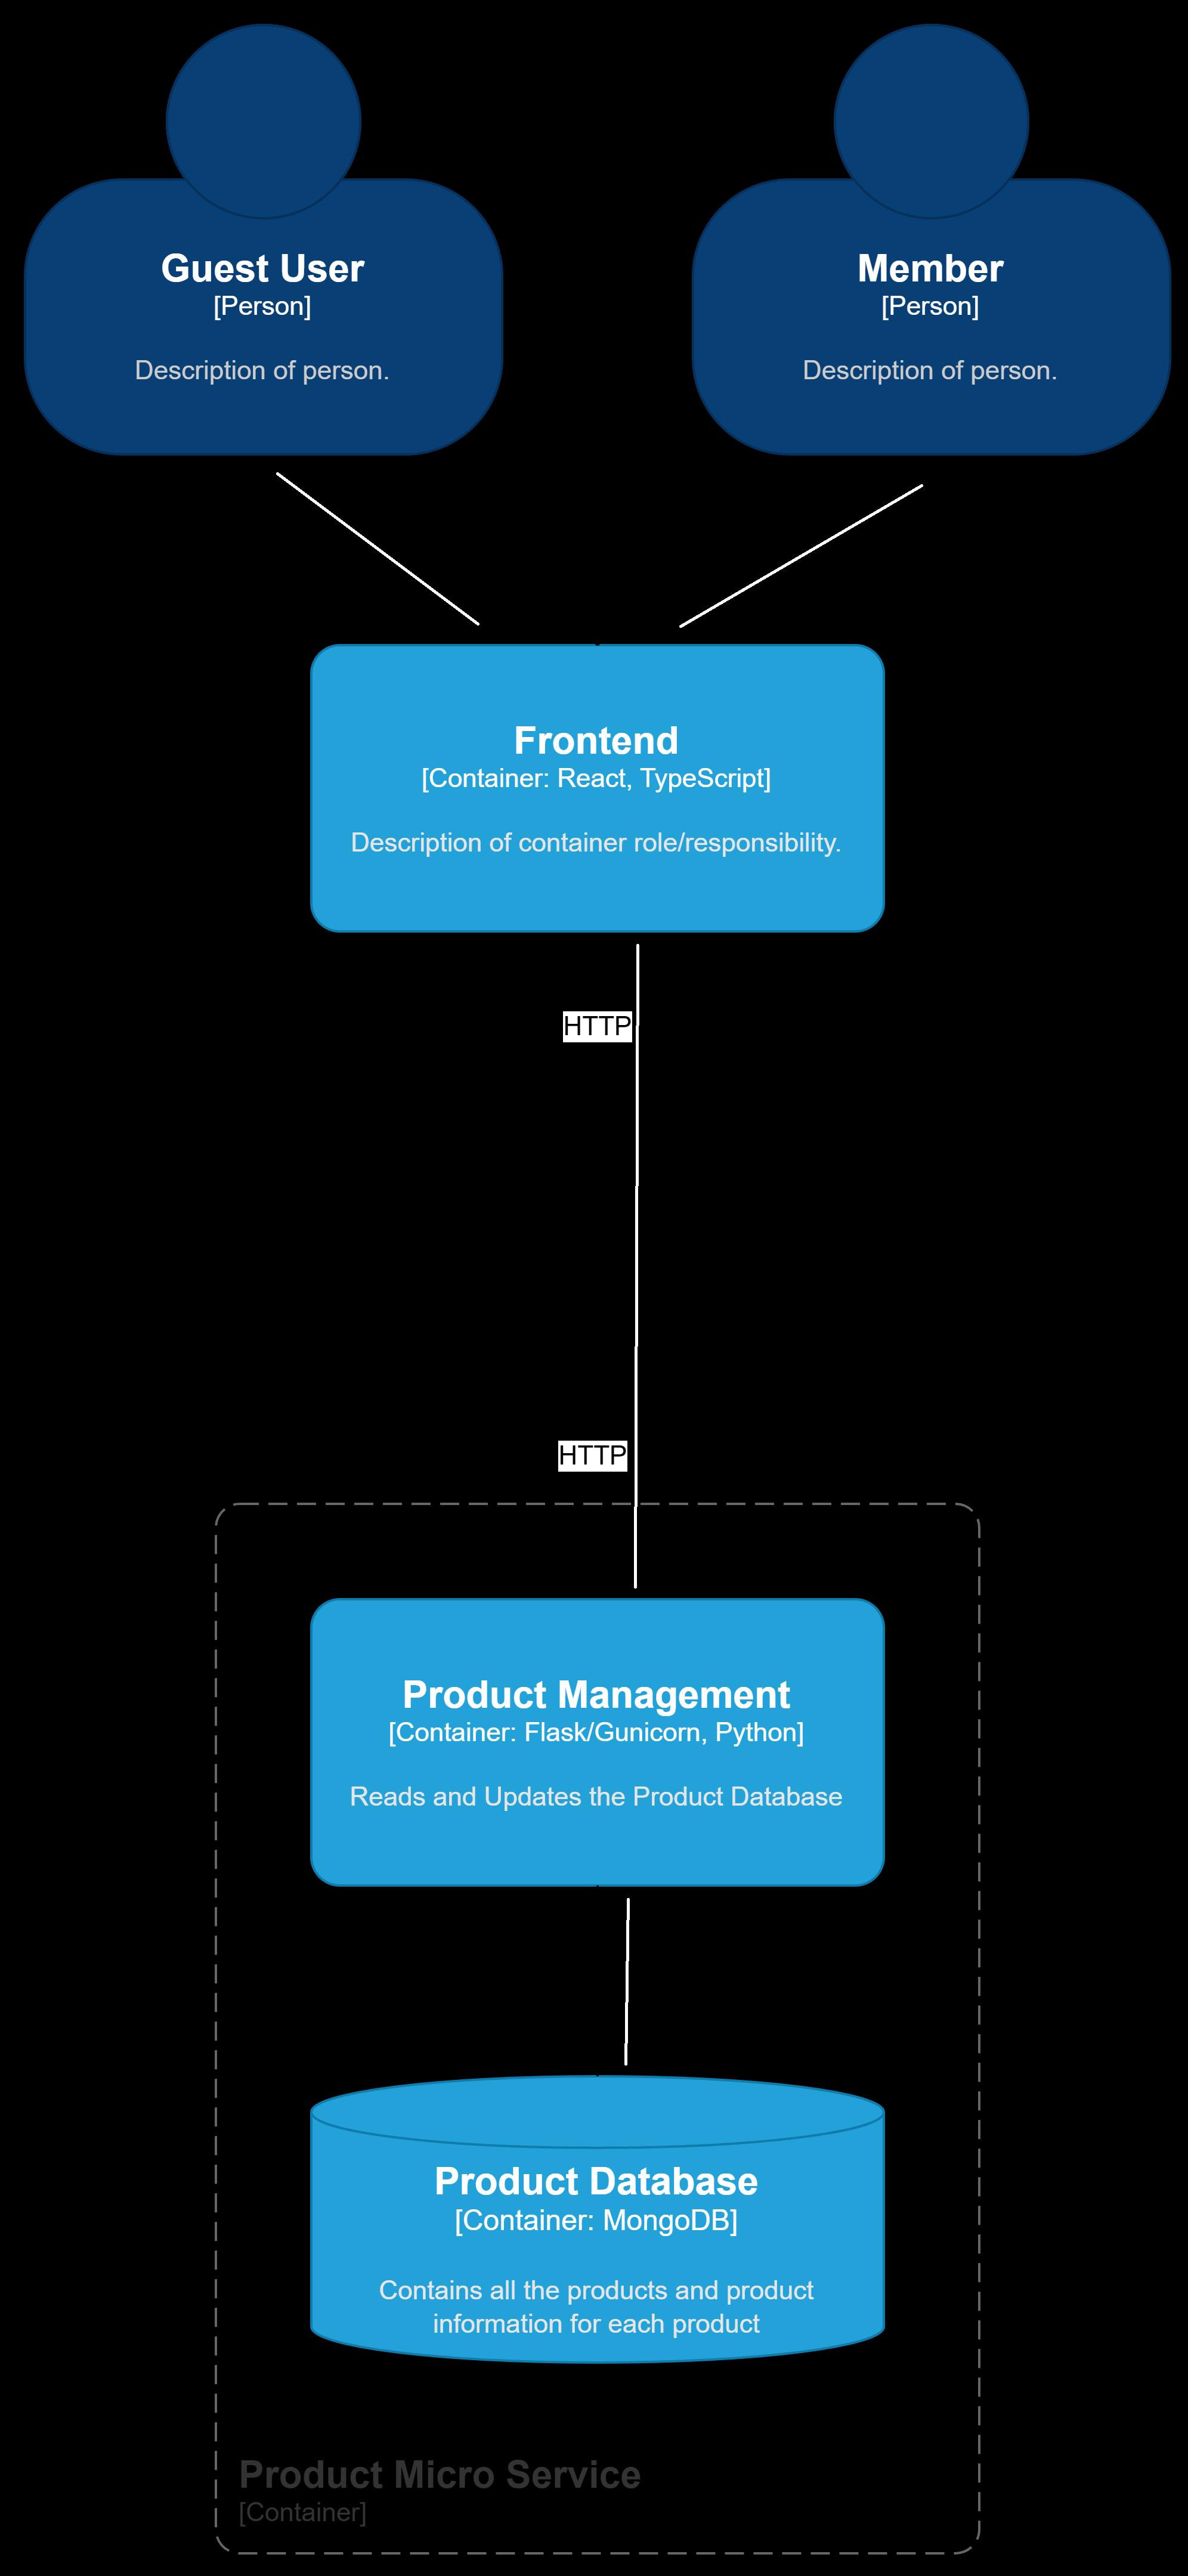 Guest User
[Person]
Description of person.
Member
[Person]
Description of person.
Frontend
[Container: React, TypeScript]
Description of container role/responsibility.
HTTP
HTTP
Product Management
[Container: Flask/Gunicorn, Python]
Reads and Updates the Product Database
Product Database
[Container: MongoDB]
Contains all the products and product
information for each product
Product Micro Service
[Container]